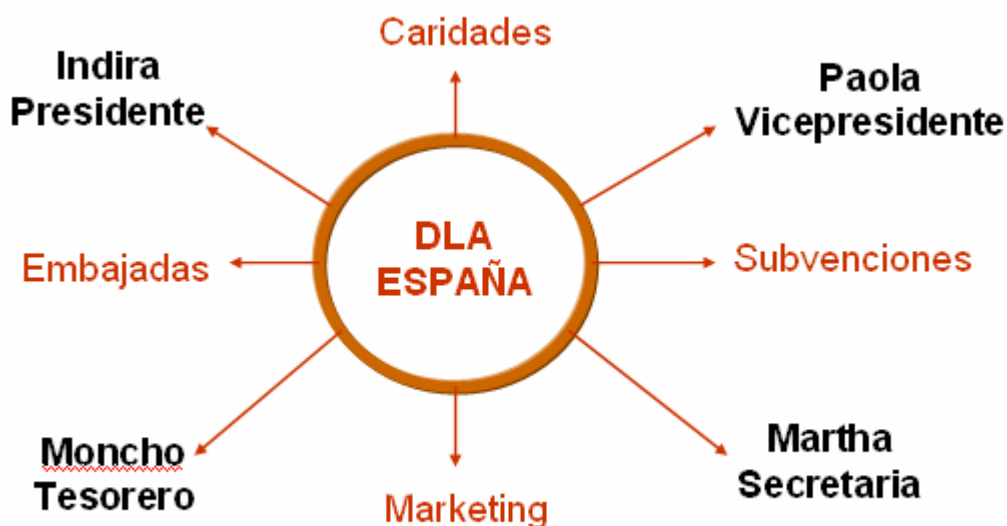 Caridades
Indira
Presidente
Paola
Vicepresidente
DLA
ESPAÑA
Embajadas
Subvenciones
Moncho
Tesorero
Martha
Secretaria
Marketing